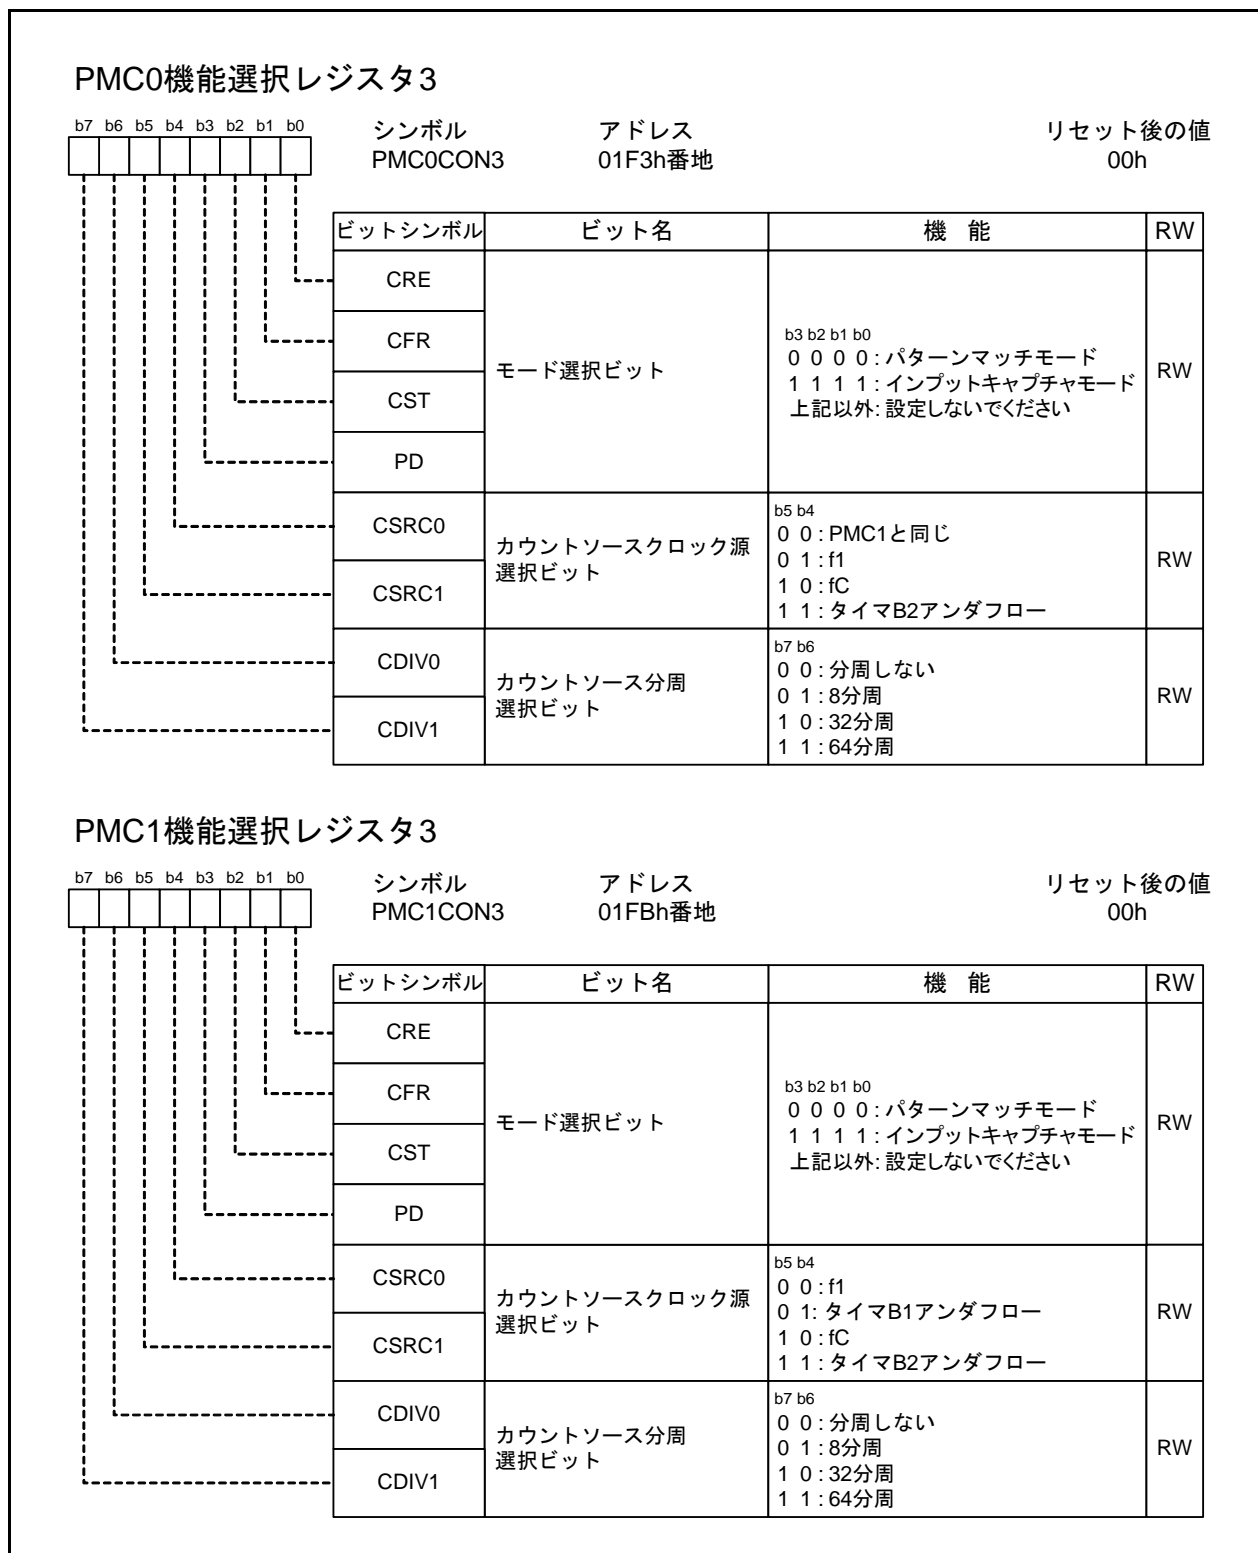 PMC0機能選択レジスタ3
b7 b6 b5 b4 b3 b2 b1 b0
シンボル アドレス リセット後の値
PMC0CON3 01F3h番地 00h
ビットシンボル ビット名 機 能 RW
CRE
CFR
CST
PD
モード選択ビット
b3 b2 b1 b0
0 0 0 0 : パターンマッチモード
1 1 1 1 : インプットキャプチャモード
上記以外: 設定しないでください
RW
CSRC0
CSRC1
カウントソースクロック源
選択ビット
b5 b4
0 0 : PMC1と同じ
0 1 : f1
1 0 : fC
1 1 : タイマB2アンダフロー
RW
CDIV0
CDIV1
カウントソース分周
選択ビット
b7 b6
0 0 : 分周しない
0 1 : 8分周
1 0 : 32分周
1 1 : 64分周
RW
PMC1機能選択レジスタ3
b7 b6 b5 b4 b3 b2 b1 b0
シンボル アドレス リセット後の値
PMC1CON3 01FBh番地 00h
ビットシンボル ビット名 機 能 RW
CRE
CFR
CST
PD
モード選択ビット
b3 b2 b1 b0
0 0 0 0 : パターンマッチモード
1 1 1 1 : インプットキャプチャモード
上記以外: 設定しないでください
RW
CSRC0
CSRC1
カウントソースクロック源
選択ビット
b5 b4
0 0 : f1
0 1: タイマB1アンダフロー
1 0 : fC
1 1 : タイマB2アンダフロー
RW
CDIV0
CDIV1
カウントソース分周
選択ビット
b7 b6
0 0 : 分周しない
0 1 : 8分周
1 0 : 32分周
1 1 : 64分周
RW